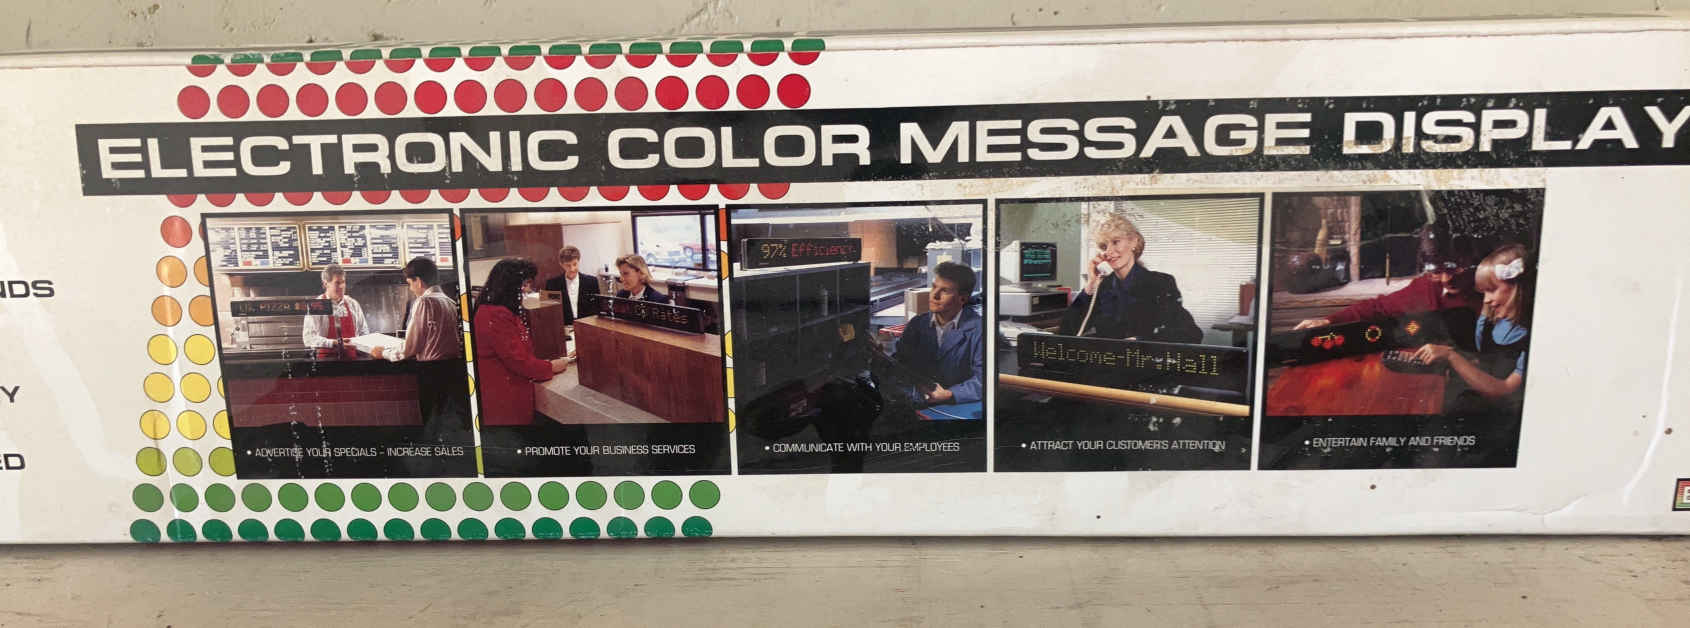 ELECTRONIC COLOR MESSAGE DISPLAY
NDS
Y
ED
PIZZA
Rates
97% Efficiency
Welcome-Mr.Hall
• ADVERTISE YOUR SPECIALS - INCREASE SALES
• PROMOTE YOUR BUSINESS SERVICES
• COMMUNICATE WITH YOUR EMPLOYEES
• ATTRACT YOUR CUSTOMER'S ATTENTION
• ENTERTAIN FAMILY AND FRIENDS